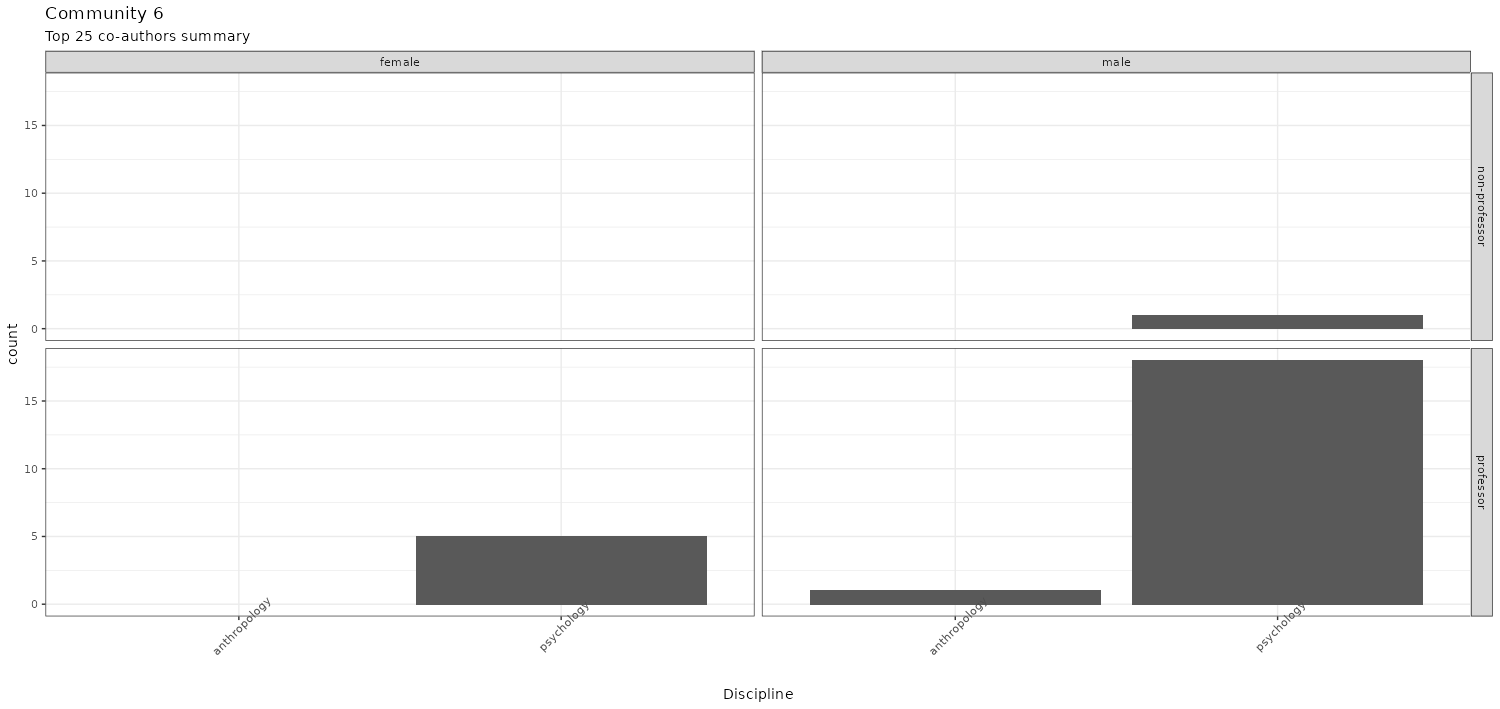 Community 6
Top 25 co-authors summary
female
male
15
10
5
0
non-professor
count
15
10
5
0
professor
anthropology
psychology
anthropology
psychology
Discipline